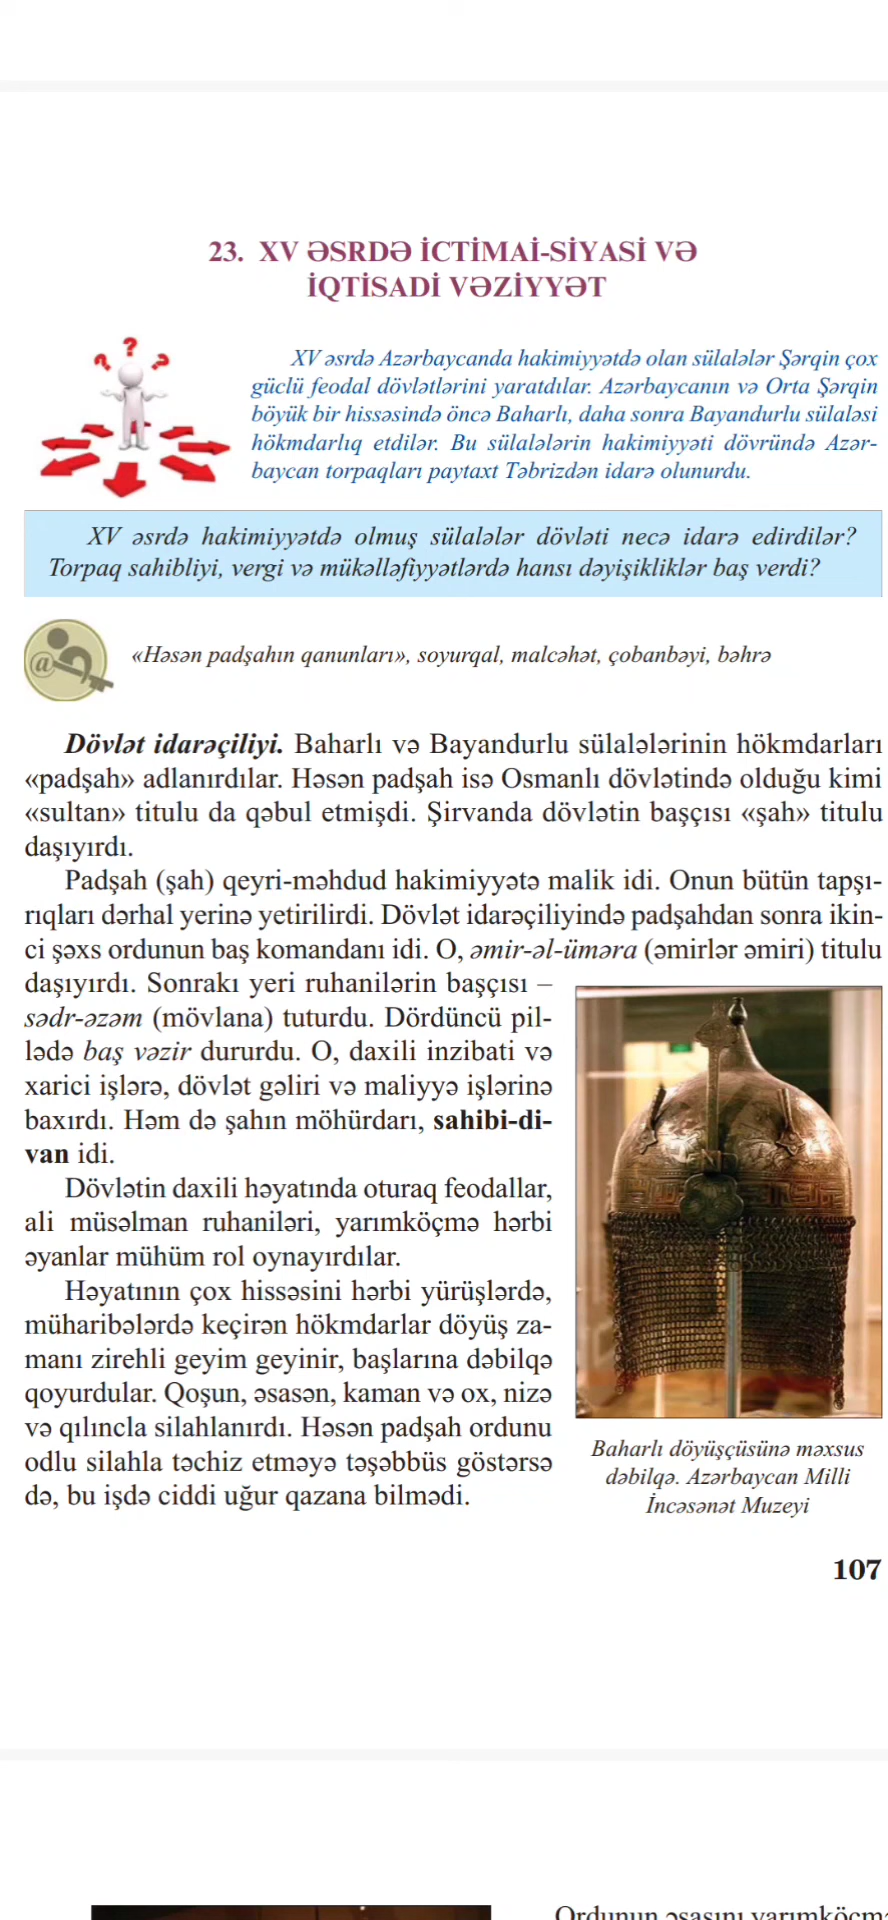 23. XV ƏSRDƏ İCTİMAİ-SİYASİ VƏ
İQTİSADİ VƏZİYYƏT
XV əsrdə Azərbaycanda hakimiyyətdə olan sülalələr Şərqin çox
güclü feodal dövlətlərini yaratdılar. Azərbaycanın və Orta Şərqin
böyük bir hissəsində öncə Baharlı, daha sonra Bayandurlu sülaləsi
hökmdarlıq etdilər. Bu sülalələrin hakimiyyəti dövründə Azər-
baycan torpaqları paytaxt Təbrizdən idarə olunurdu.
XV əsrdə hakimiyyətdə olmuş sülalələr dövləti necə idarə edirdilər?
Torpaq sahibliyi, vergi və mükəlləfiyyətlərdə hansı dəyişikliklər baş verdi?
@
«Həsən padşahın qanunları», soyurqal, malcəhət, çobanbəyi, bəhrə
Dövlət idarəçiliyi. Baharlı və Bayandurlu sülalələrinin hökmdarları
«padşah» adlanırdılar. Həsən padşah isə Osmanlı dövlətində olduğu kimi
«sultan» titulu da qəbul etmişdi. Şirvanda dövlətin başçısı «şah» titulu
daşıyırdı.
Padşah (şah) qeyri-məhdud hakimiyyətə malik idi. Onun bütün tapşı-
rıqları dərhal yerinə yetirilirdi. Dövlət idarəçiliyində padşahdan sonra ikin-
ci şəxs ordunun baş komandanı idi. O, əmir-əl-üməra (əmirlər əmiri) titulu
daşıyırdı. Sonrakı yeri ruhanilərin başçısı –
sədr-əzəm (mövlana) tuturdu. Dördüncü pil-
lədə baş vəzir dururdu. O, daxili inzibati və
xarici işlərə, dövlət gəliri və maliyyə işlərinə
baxırdı. Həm də şahın möhürdarı, sahibi-di-
van idi.
Dövlətin daxili həyatında oturaq feodallar,
ali müsəlman ruhaniləri, yarımköçmə hərbi
əyanlar mühüm rol oynayırdılar.
Həyatının çox hissəsini hərbi yürüşlərdə,
müharibələrdə keçirən hökmdarlar döyüş za-
manı zirehli geyim geyinir, başlarına dəbilqə
qoyurdular. Qoşun, əsasən, kaman və ox, nizə
və qılıncla silahlanırdı. Həsən padşah ordunu
odlu silahla təchiz etməyə təşəbbüs göstərsə
də, bu işdə ciddi uğur qazana bilmədi.
Baharlı döyüşçüsünə məxsus
dəbilqə. Azərbaycan Milli
İncəsənət Muzeyi
107
Ordunun əsasını yarımköçmə